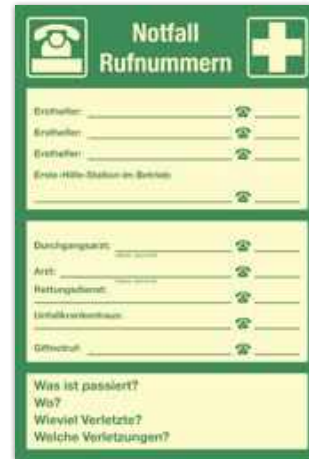 Notfall
Rufnummern
Ersthelfer:
Ersthelfer:
Ersthelfer:
Erste-Hilfe-Station im Betrieb:
Durchgangsarzt:
Arzt:
Rettungsdienst:
Unfallkrankenhaus:
Giftnotruf:
Was ist passiert?
Wo?
Wieviel Verletzte?
Welche Verletzungen?